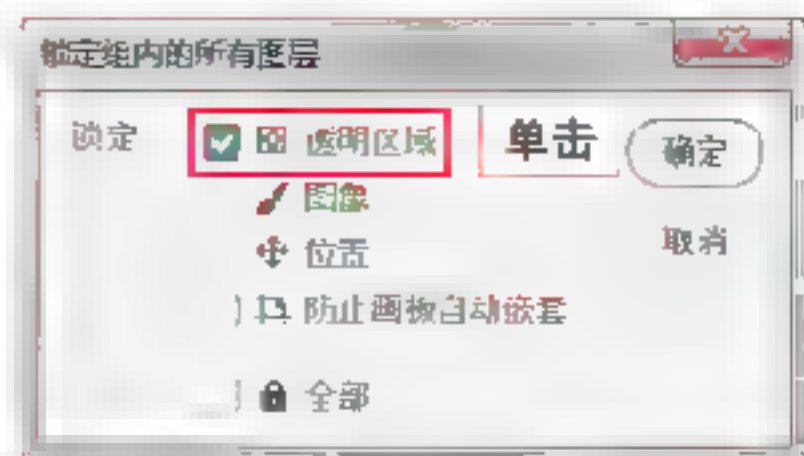 锁定组内的所有图层
锁定 透明区域 单击 确定
图像
位置 取消
防止画板自动嵌套
全部